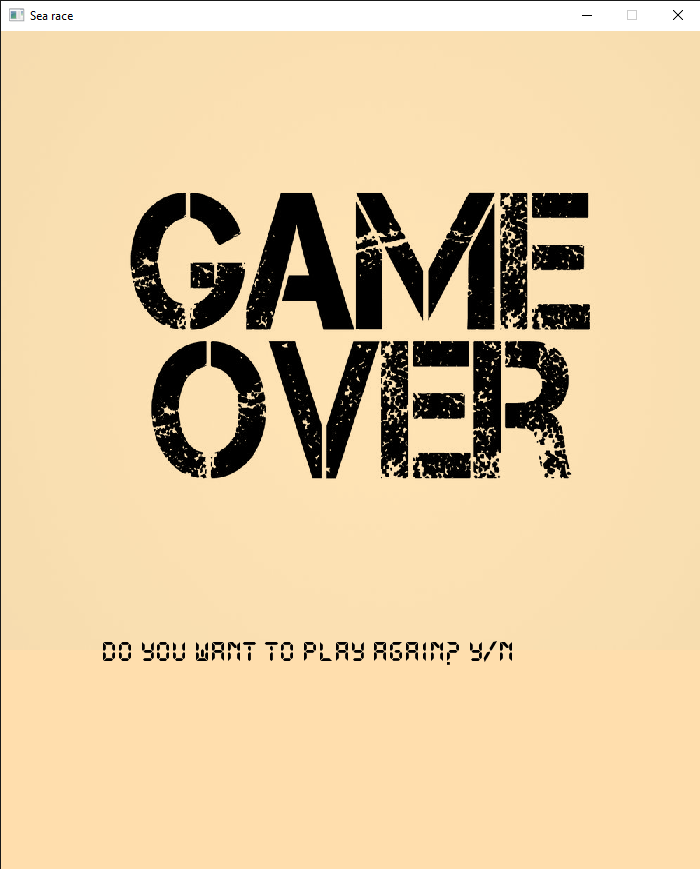 Sea race
GAME
OVER
DO YOU WANT TO PLAY AGAIN? Y/N